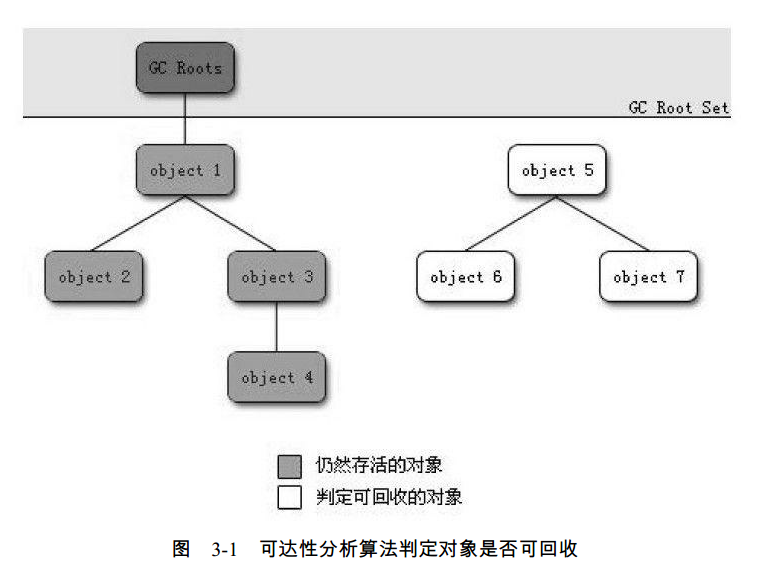 GC Roots
GC Root Set
object 1
object 5
object 2
object 3
object 6
object 7
object 4
仍然存活的对象
判定可回收的对象
图 3-1 可达性分析算法判定对象是否可回收